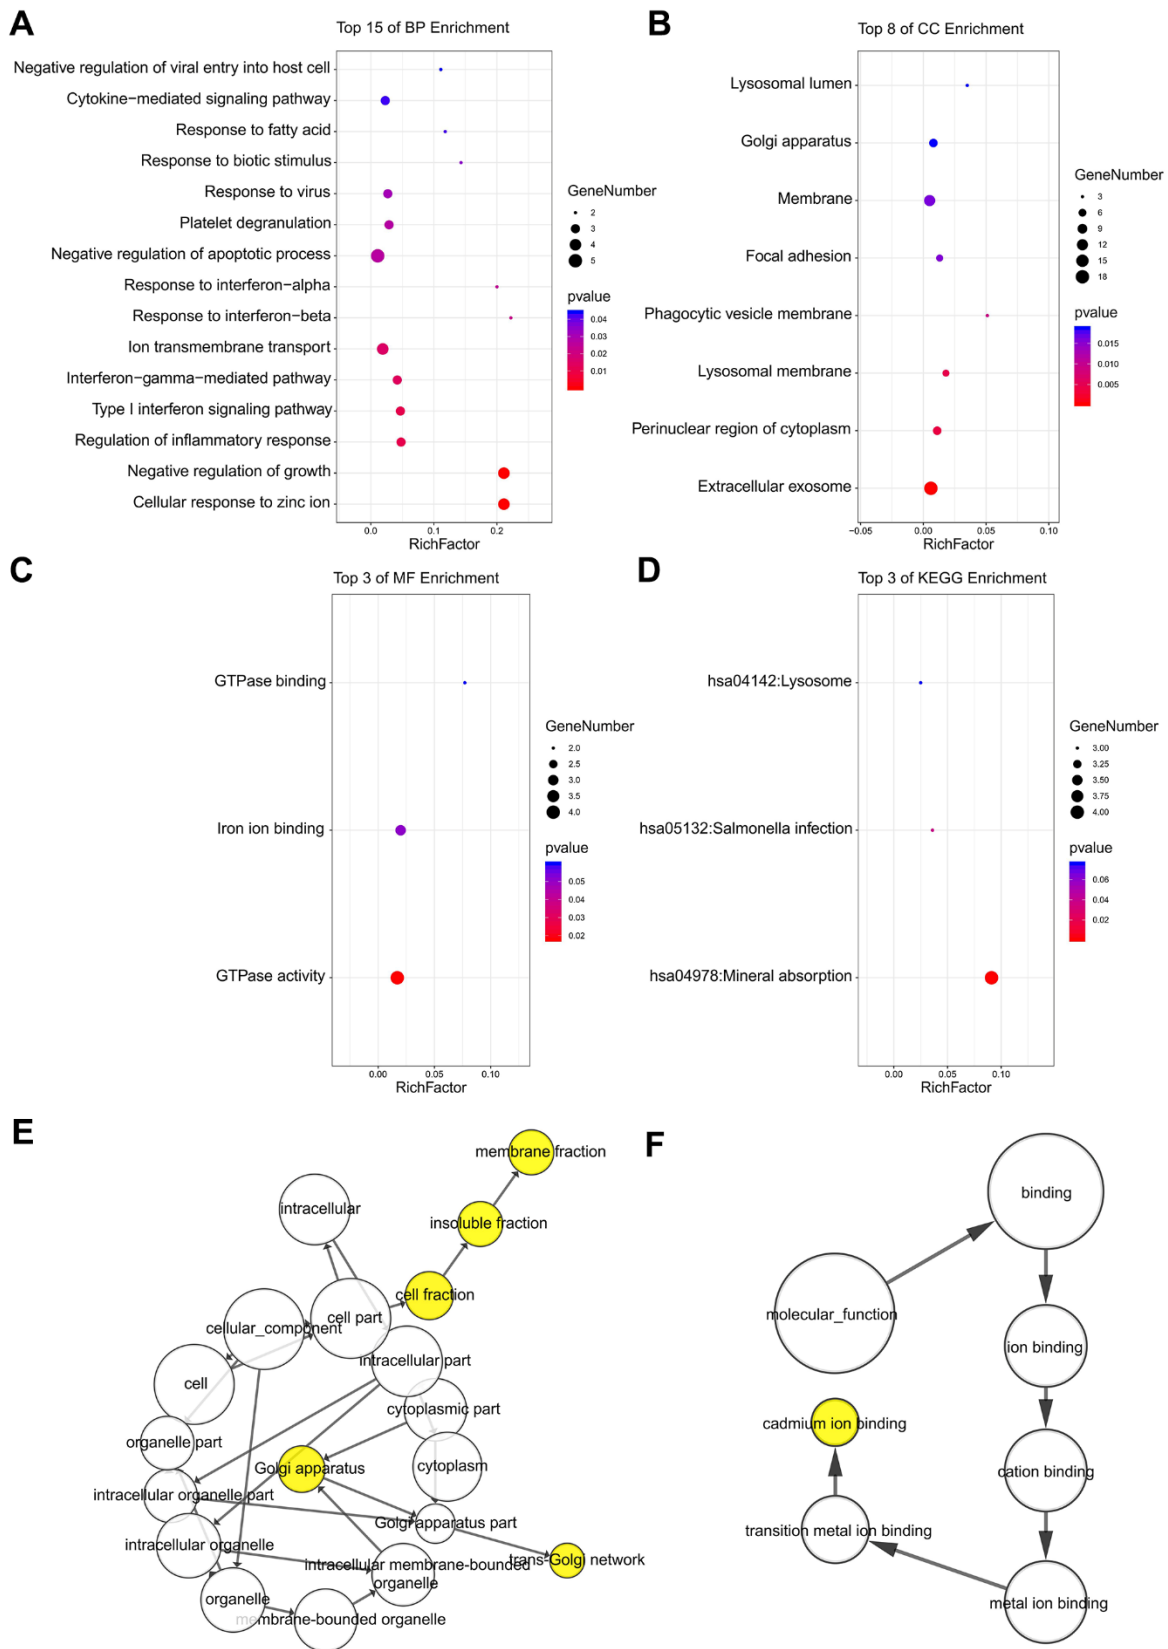 A
Top 15 of BP Enrichment
Negative regulation of viral entry into host cell
Cytokine−mediated signaling pathway
Response to fatty acid
Response to biotic stimulus
Response to virus
Platelet degranulation
Negative regulation of apoptotic process
Response to interferon−alpha
Response to interferon−beta
Ion transmembrane transport
Interferon−gamma−mediated pathway
Type I interferon signaling pathway
Regulation of inflammatory response
Negative regulation of growth
Cellular response to zinc ion
0.0 0.1 0.2
RichFactor
GeneNumber
2
3
4
5
pvalue
0.04
0.03
0.02
0.01
B
Top 8 of CC Enrichment
Lysosomal lumen
Golgi apparatus
Membrane
Focal adhesion
Phagocytic vesicle membrane
Lysosomal membrane
Perinuclear region of cytoplasm
Extracellular exosome
−0.05 0.00 0.05 0.10
RichFactor
GeneNumber
3
6
9
12
15
18
pvalue
0.015
0.010
0.005
C
Top 3 of MF Enrichment
GTPase binding
Iron ion binding
GTPase activity
0.00 0.05 0.10
RichFactor
GeneNumber
2.0
2.5
3.0
3.5
4.0
pvalue
0.05
0.04
0.03
0.02
D
Top 3 of KEGG Enrichment
hsa04142:Lysosome
hsa05132:Salmonella infection
hsa04978:Mineral absorption
0.00 0.05 0.10
RichFactor
GeneNumber
3.00
3.25
3.50
3.75
4.00
pvalue
0.06
0.04
0.02
E
membrane fraction
intracellular
insoluble fraction
cell fraction
cell part
cellular_component
intracellular part
cell
cytoplasmic part
organelle part
Golgi apparatus
cytoplasm
intracellular organelle part
Golgi apparatus part
intracellular organelle
trans-Golgi network
intracellular membrane-bounded
organelle
organelle
membrane-bounded organelle
F
binding
molecular_function
ion binding
cadmium ion binding
cation binding
transition metal ion binding
metal ion binding